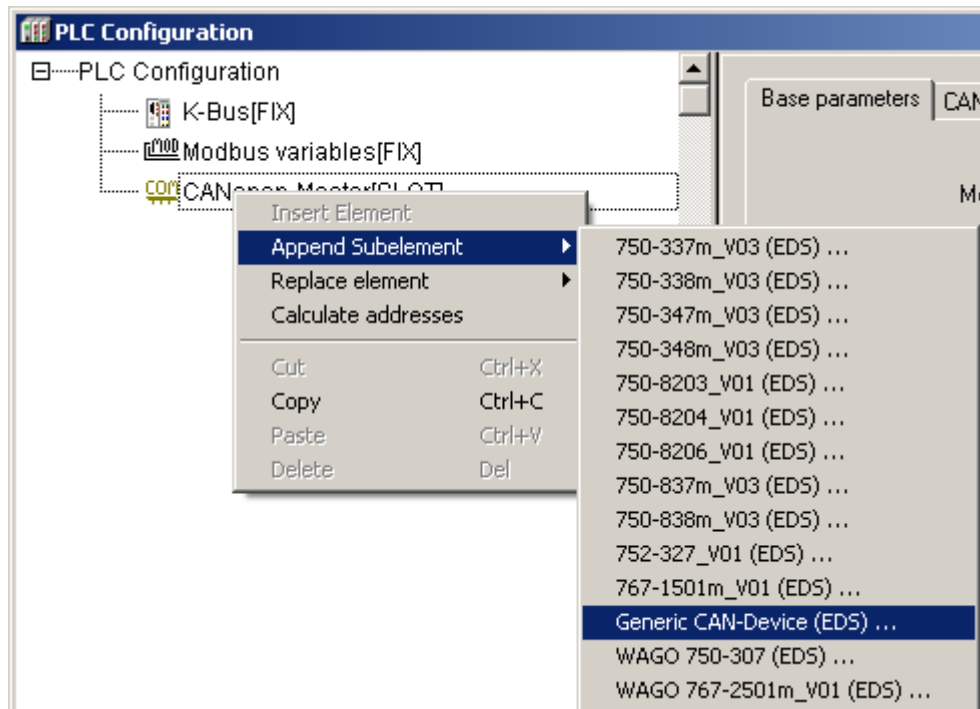 PLC Configuration
PLC Configuration
K-Bus[FIX]
Modbus variables[FIX]
CANopen-Master[SLOT]
Base parameters
Insert Element
Append Subelement
Replace element
Calculate addresses
Cut Ctrl+X
Copy Ctrl+C
Paste Ctrl+V
Delete Del
750-337m_V03 (EDS) ...
750-338m_V03 (EDS) ...
750-347m_V03 (EDS) ...
750-348m_V03 (EDS) ...
750-8203_V01 (EDS) ...
750-8204_V01 (EDS) ...
750-8206_V01 (EDS) ...
750-837m_V03 (EDS) ...
750-838m_V03 (EDS) ...
752-327_V01 (EDS) ...
767-1501m_V01 (EDS) ...
Generic CAN-Device (EDS) ...
WAGO 750-307 (EDS) ...
WAGO 767-2501m_V01 (EDS) ...